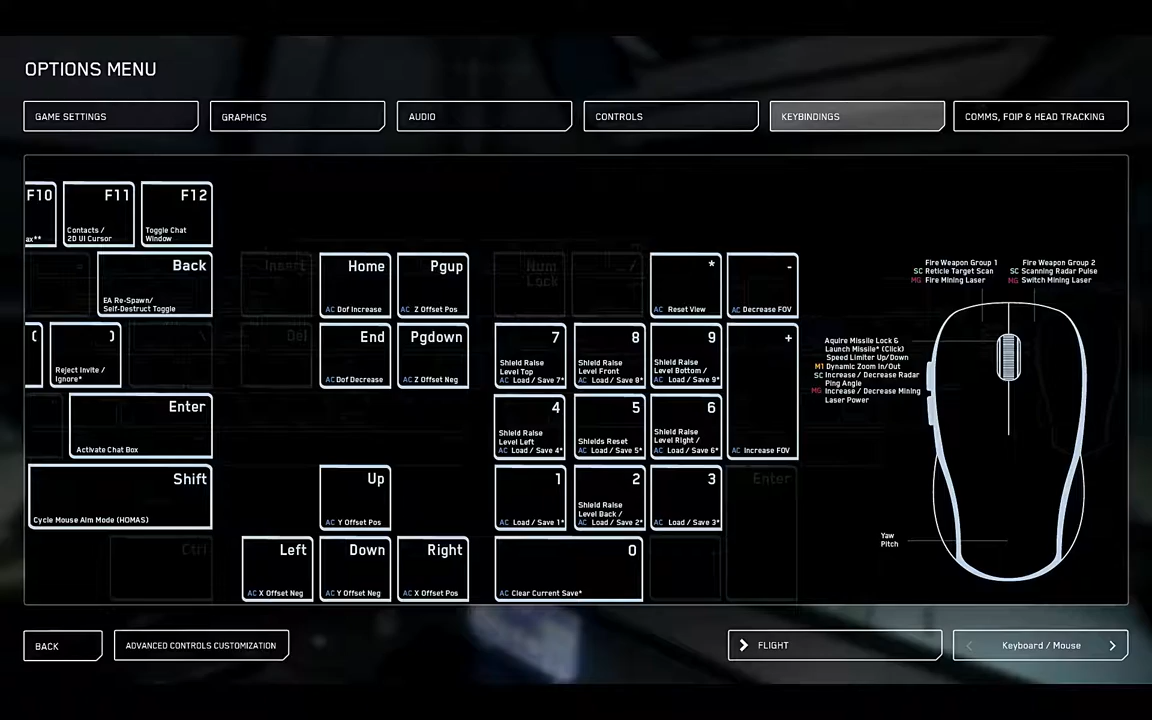 OPTIONS MENU
GAME SETTINGS
GRAPHICS
AUDIO
CONTROLS
KEYBINDINGS
COMMS, FOIP & HEAD TRACKING
F10
ax**
F11
Contacts /
2D UI Cursor
F12
Toggle Chat
Window
Back
EA Re-Spawn/
Self-Destruct Toggle
Insert
Home
AC Dof Increase
Pgup
AC Z Offset Pos
Num
Lock
/
*
AC Reset View
-
AC Decrease FOV
}
Reject Invite /
Ignore*
\
Del
End
AC Dof Decrease
Pgdown
AC Z Offset Neg
7
Shield Raise
Level Top
AC Load / Save 7*
8
Shield Raise
Level Front
AC Load / Save 8*
9
Shield Raise
Level Bottom /
AC Load / Save 9*
+
AC Increase FOV
Enter
Activate Chat Box
4
Shield Raise
Level Left
AC Load / Save 4*
5
Shields Reset
AC Load / Save 5*
6
Shield Raise
Level Right /
AC Load / Save 6*
Shift
Cycle Mouse Aim Mode (HOMAS)
Up
AC Y Offset Pos
1
AC Load / Save 1*
2
Shield Raise
Level Back /
AC Load / Save 2*
3
AC Load / Save 3*
Enter
Ctrl
Left
AC X Offset Neg
Down
AC Y Offset Neg
Right
AC X Offset Pos
0
AC Clear Current Save*
Fire Weapon Group 1
SC Reticle Target Scan
MG Fire Mining Laser
Fire Weapon Group 2
SC Scanning Radar Pulse
MG Switch Mining Laser
Aquire Missile Lock &
Launch Missile* (Click)
Speed Limiter Up/Down
M1 Dynamic Zoom In/Out
SC Increase / Decrease Radar
Ping Angle
MG Increase / Decrease Mining
Laser Power
Yaw
Pitch
BACK
ADVANCED CONTROLS CUSTOMIZATION
FLIGHT
Keyboard / Mouse